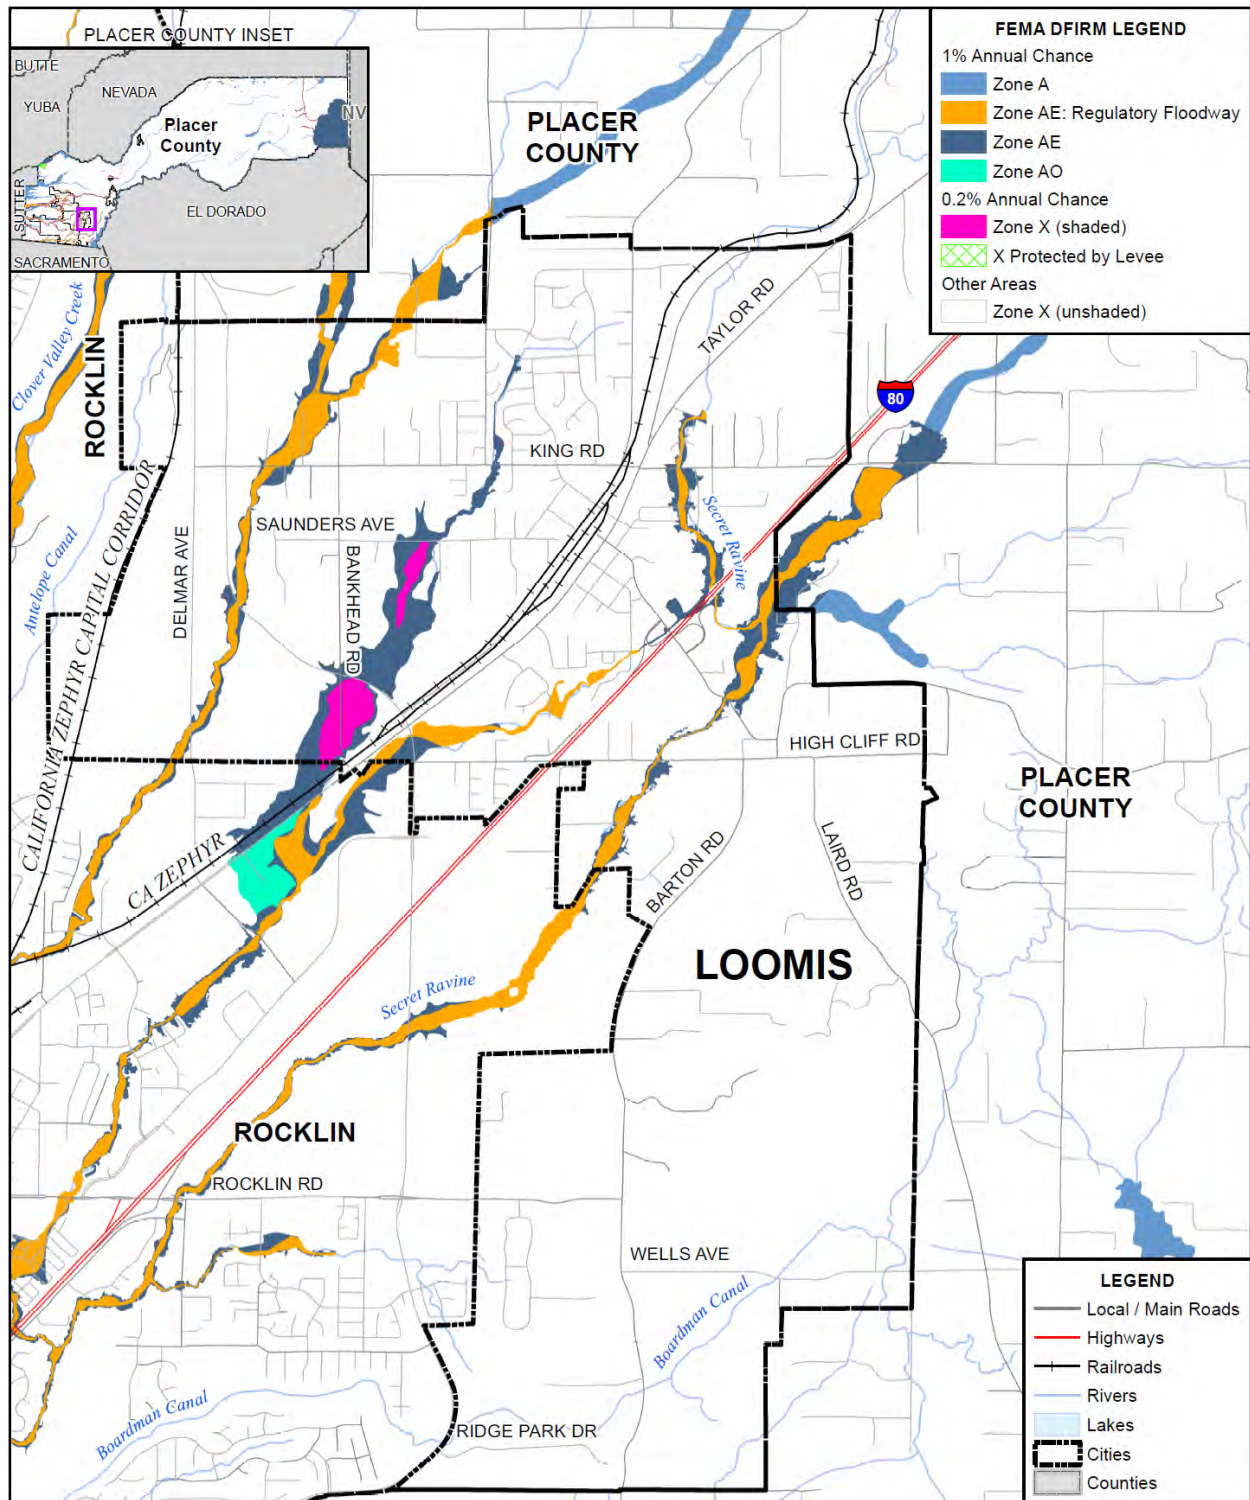 PLACER COUNTY INSET
BUTTE
YUBA
NEVADA
NV
Placer
County
SUTTER
EL DORADO
SACRAMENTO
FEMA DFIRM LEGEND
1% Annual Chance
Zone A
Zone AE: Regulatory Floodway
Zone AE
Zone AO
0.2% Annual Chance
Zone X (shaded)
X Protected by Levee
Other Areas
Zone X (unshaded)
PLACER
COUNTY
TAYLOR RD
80
Clover Valley Creek
ROCKLIN
KING RD
Secret Ravine
SAUNDERS AVE
BANKHEAD RD
DELMAR AVE
Antelope Canal
CALIFORNIA ZEPHYR CAPITAL CORRIDOR
HIGH CLIFF RD
PLACER
COUNTY
CA ZEPHYR
BARTON RD
LAIRD RD
LOOMIS
Secret Ravine
ROCKLIN
ROCKLIN RD
WELLS AVE
Boardman Canal
Boardman Canal
RIDGE PARK DR
LEGEND
Local / Main Roads
Highways
Railroads
Rivers
Lakes
Cities
Counties